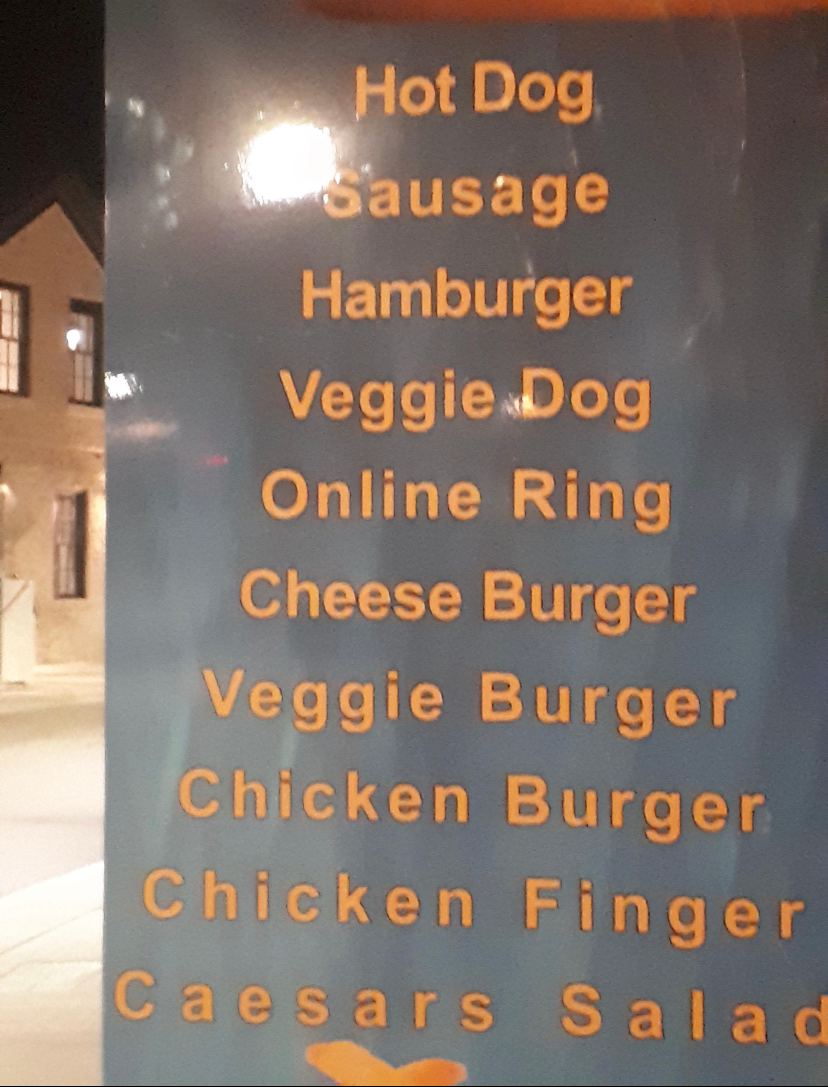 Hot Dog
Sausage
Hamburger
Veggie Dog
Online Ring
Cheese Burger
Veggie Burger
Chicken Burger
Chicken Finger
Caesars Salad